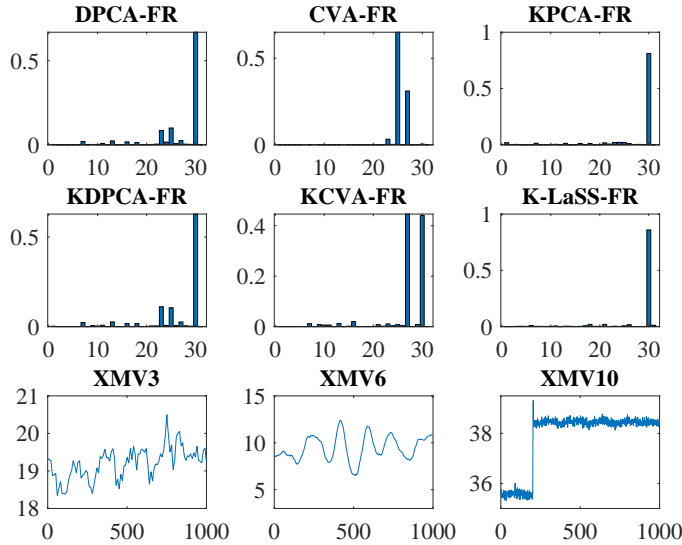 DPCA-FR CVA-FR KPCA-FR
0.5 0.5 1
0.5
0 0 0
0 10 20 30 0 10 20 30 0 10 20 30
KDPCA-FR KCVA-FR K-LaSS-FR
0.5 0.4 1
0.2 0.5
0 0 0
0 10 20 30 0 10 20 30 0 10 20 30
XMV3 XMV6 XMV10
21 15
20 10 38
19
18 5 36
0 500 1000 0 500 1000 0 500 1000